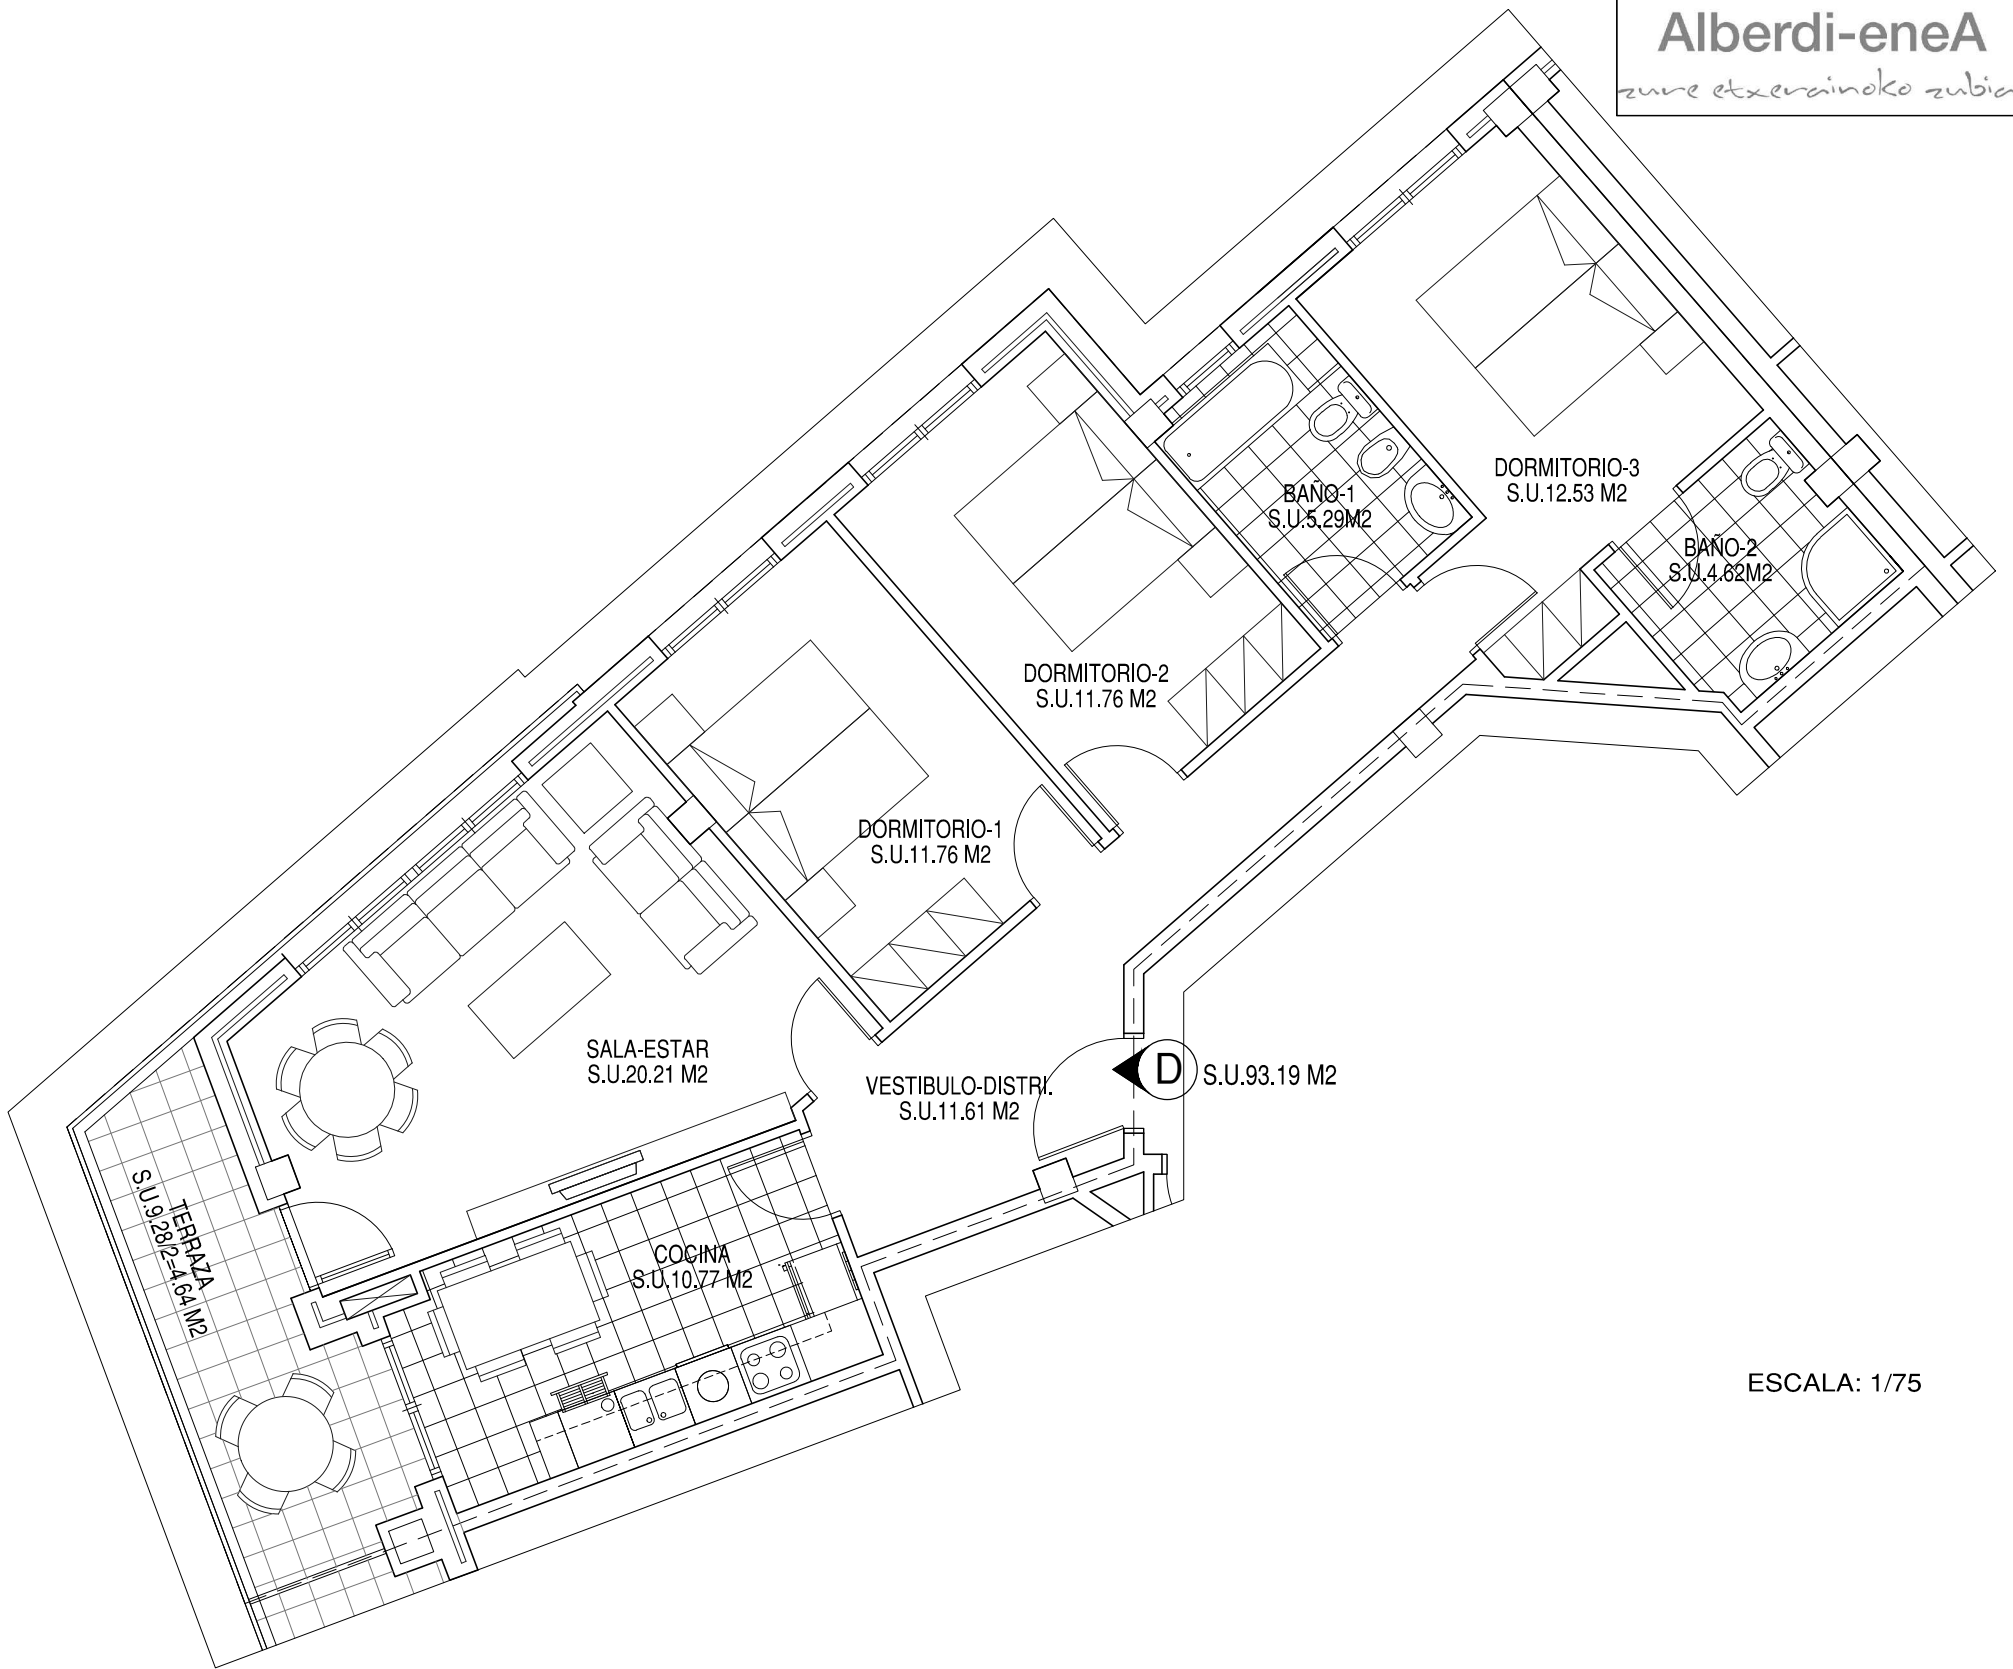 Alberdi-eneA
zure etxerainoko zubia
DORMITORIO-3
S.U.12.53 M2
BAÑO-1
S.U.5.29M2
BAÑO-2
S.U.4.62M2
DORMITORIO-2
S.U.11.76 M2
DORMITORIO-1
S.U.11.76 M2
SALA-ESTAR
S.U.20.21 M2
VESTIBULO-DISTRI.
S.U.11.61 M2
D S.U.93.19 M2
TERRAZA
S.U.9.28/2=4.64 M2
COCINA
S.U.10.77 M2
ESCALA: 1/75